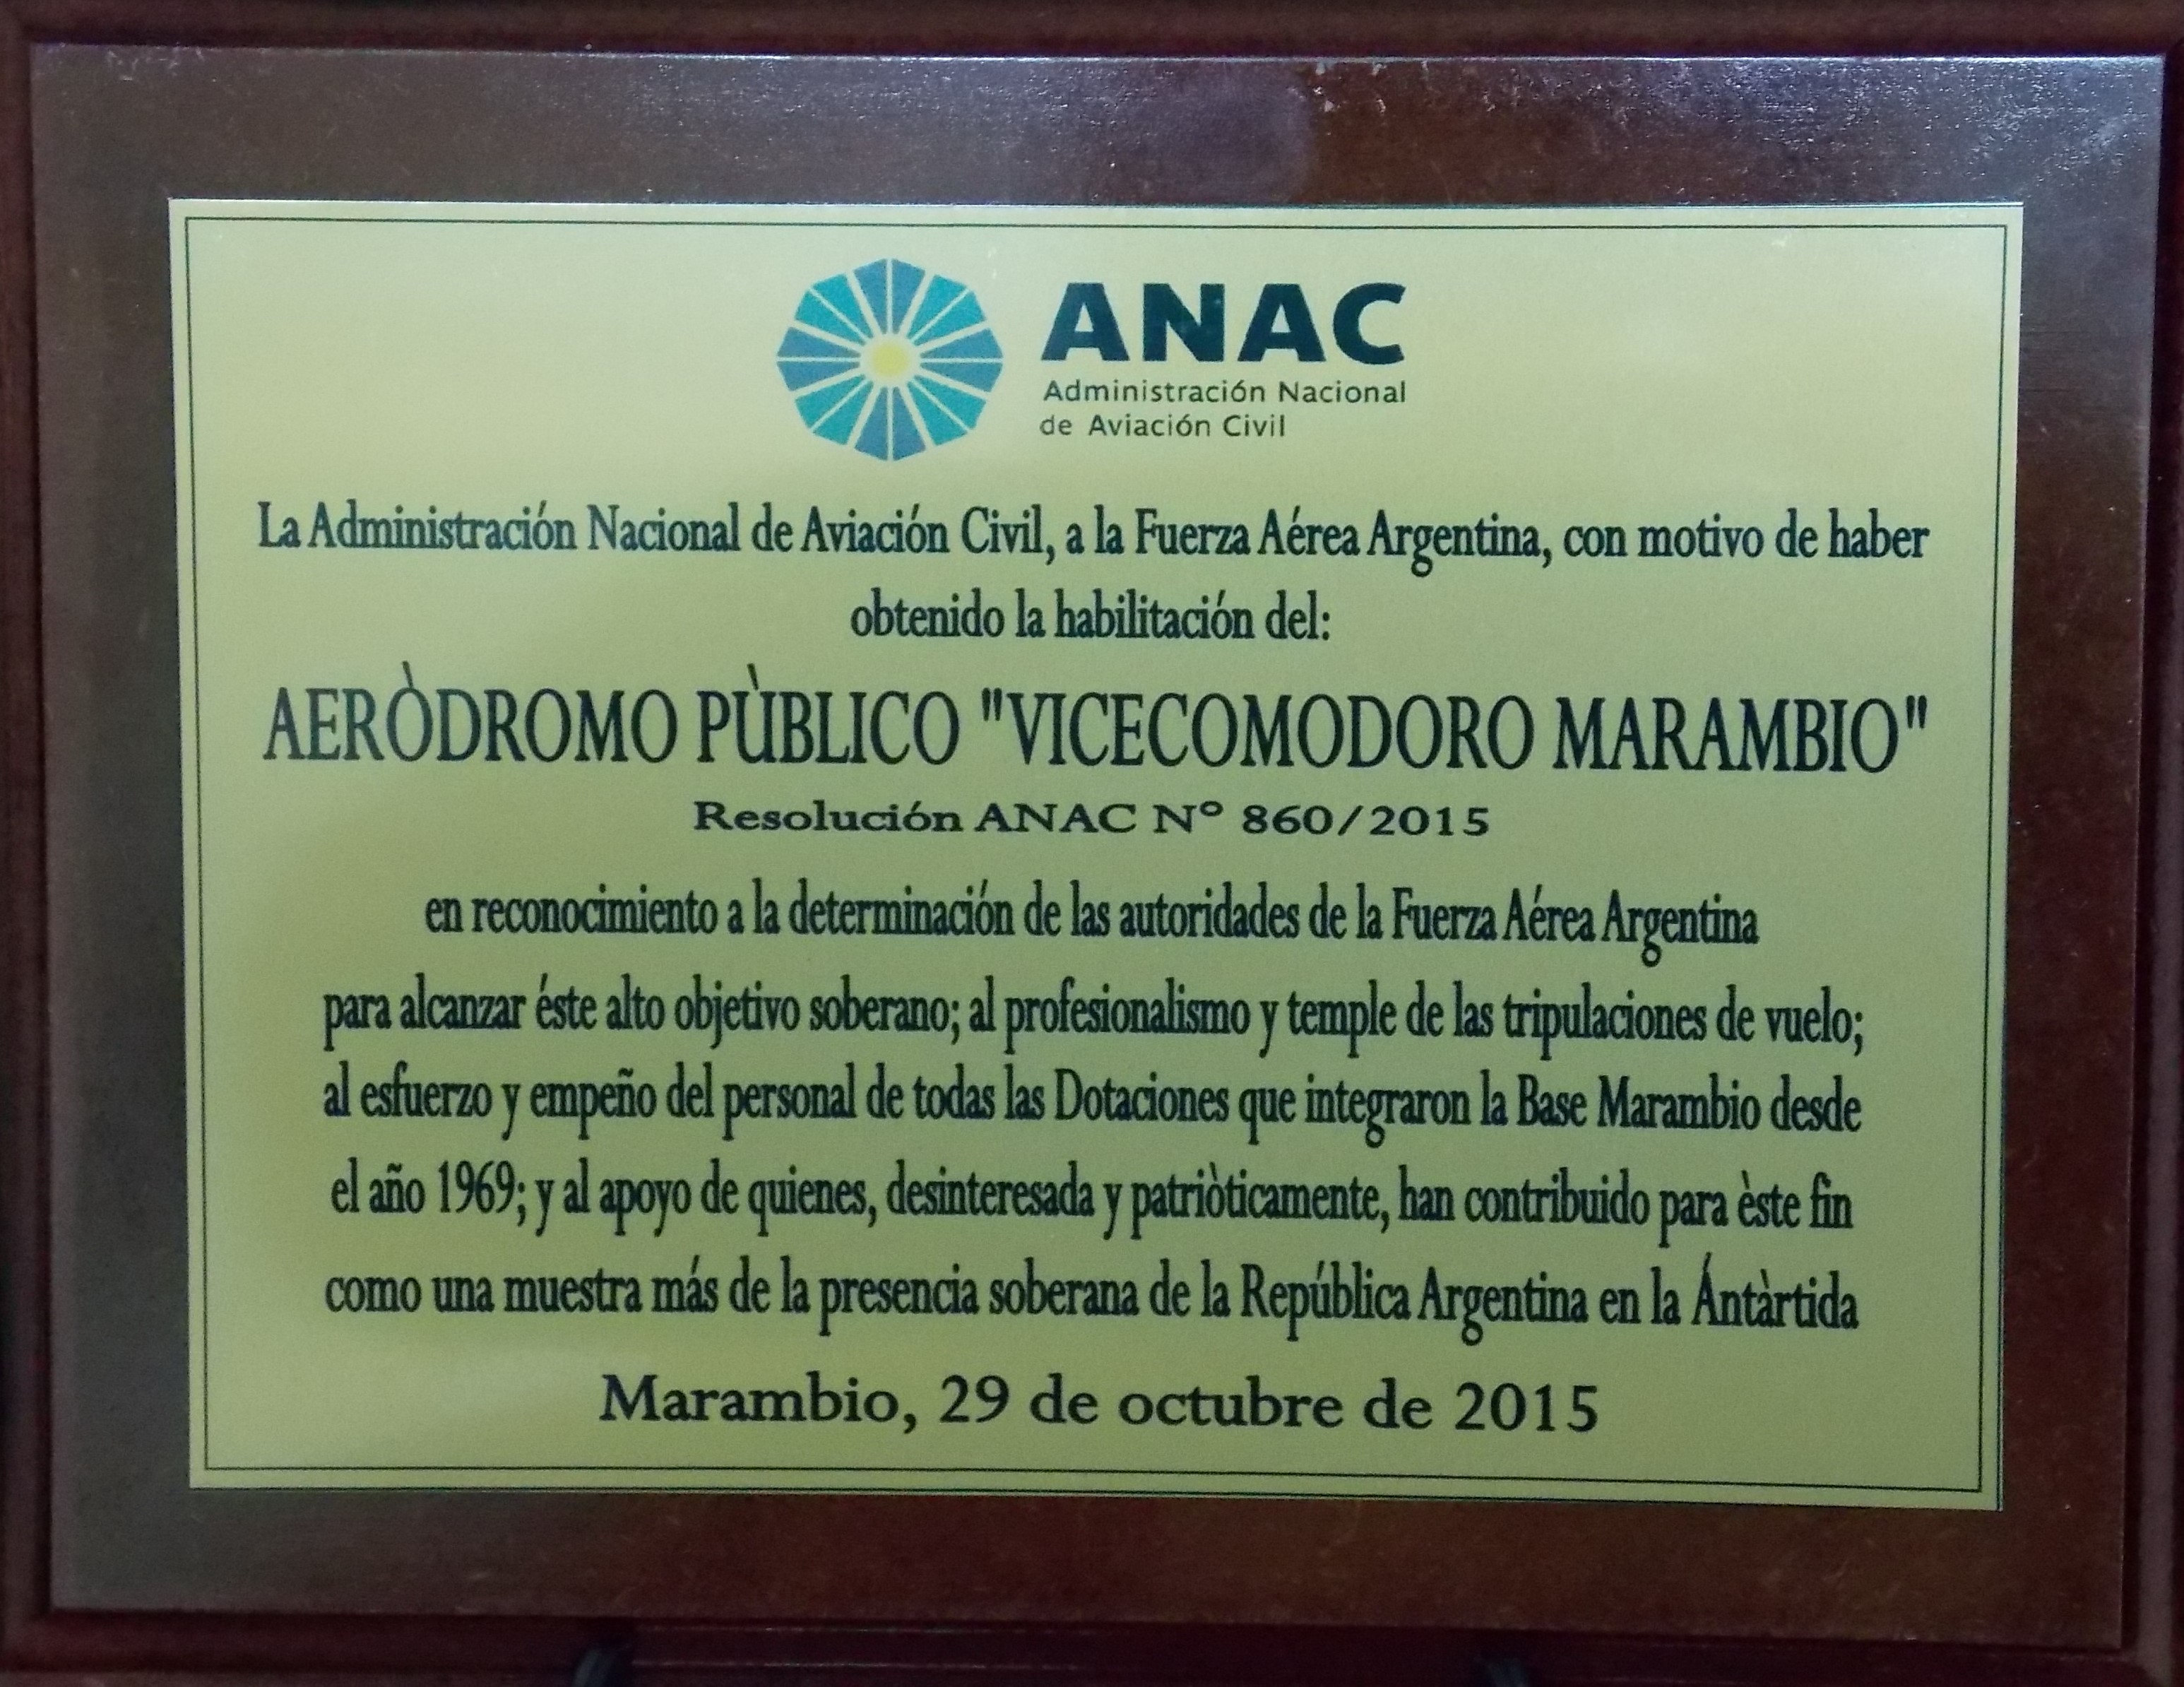 ANAC
Administración Nacional
de Aviación Civil
La Administración Nacional de Aviación Civil, a la Fuerza Aérea Argentina, con motivo de haber
obtenido la habilitación del:
AERÒDROMO PÙBLICO "VICECOMODORO MARAMBIO"
Resolución ANAC Nº 860/2015
en reconocimiento a la determinación de las autoridades de la Fuerza Aérea Argentina
para alcanzar éste alto objetivo soberano; al profesionalismo y temple de las tripulaciones de vuelo;
al esfuerzo y empeño del personal de todas las Dotaciones que integraron la Base Marambio desde
el año 1969; y al apoyo de quienes, desinteresada y patriòticamente, han contribuido para èste fin
como una muestra más de la presencia soberana de la República Argentina en la Ántàrtida
Marambio, 29 de octubre de 2015